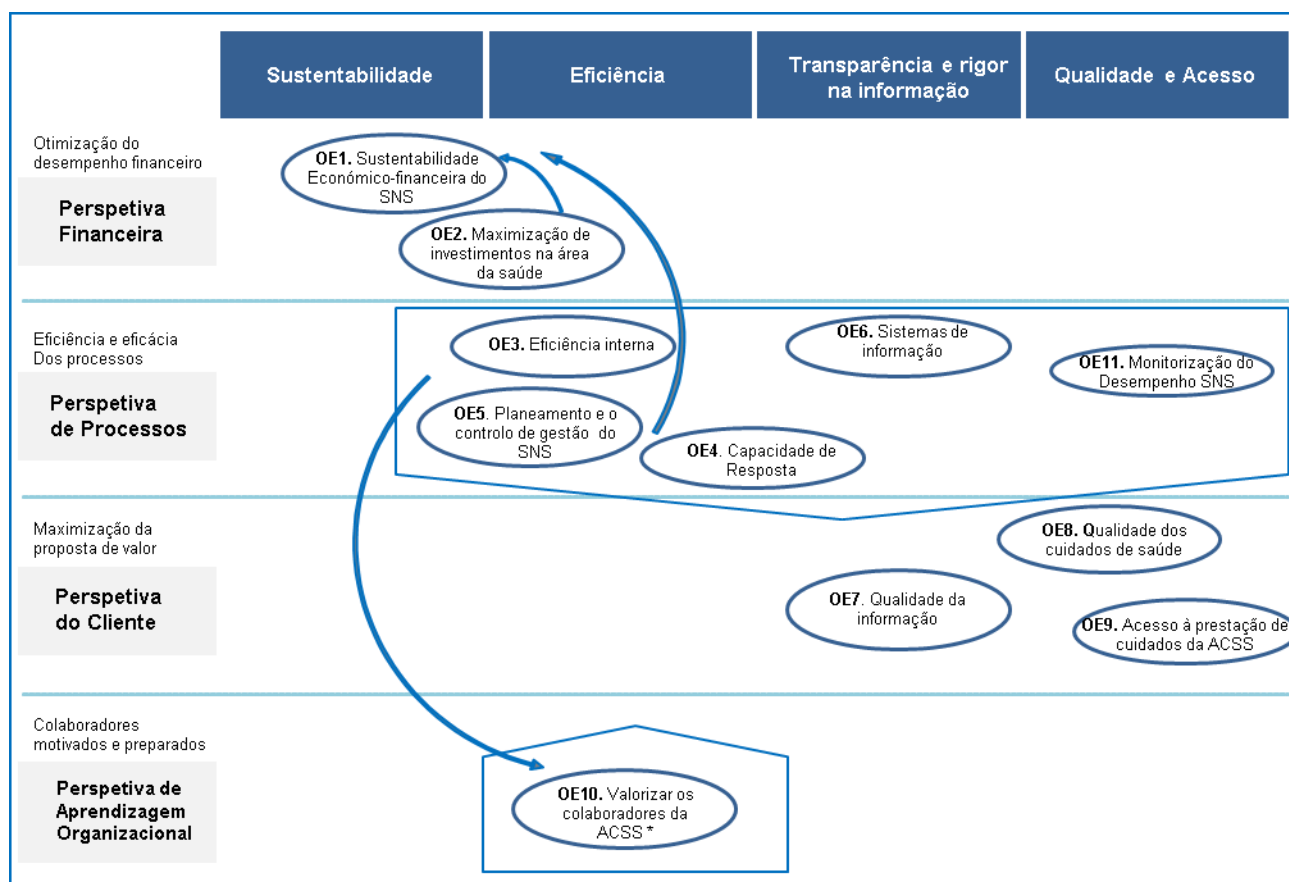 Sustentabilidade
Eficiência
Transparência e rigor
na informação
Qualidade e Acesso
Otimização do
desempenho financeiro
Perspetiva
Financeira
OE1. Sustentabilidade
Económico-financeira do
SNS
OE2. Maximização de
investimentos na área
da saúde
Eficiência e eficácia
Dos processos
Perspetiva
de Processos
OE3. Eficiência interna
OE6. Sistemas de
informação
OE11. Monitorização do
Desempenho SNS
OE5. Planeamento e o
controlo de gestão do
SNS
OE4. Capacidade de
Resposta
Maximização da
proposta de valor
Perspetiva
do Cliente
OE8. Qualidade dos
cuidados de saúde
OE7. Qualidade da
informação
OE9. Acesso à prestação de
cuidados da ACSS
Colaboradores
motivados e preparados
Perspetiva de
Aprendizagem
Organizacional
OE10. Valorizar os
colaboradores da
ACSS *